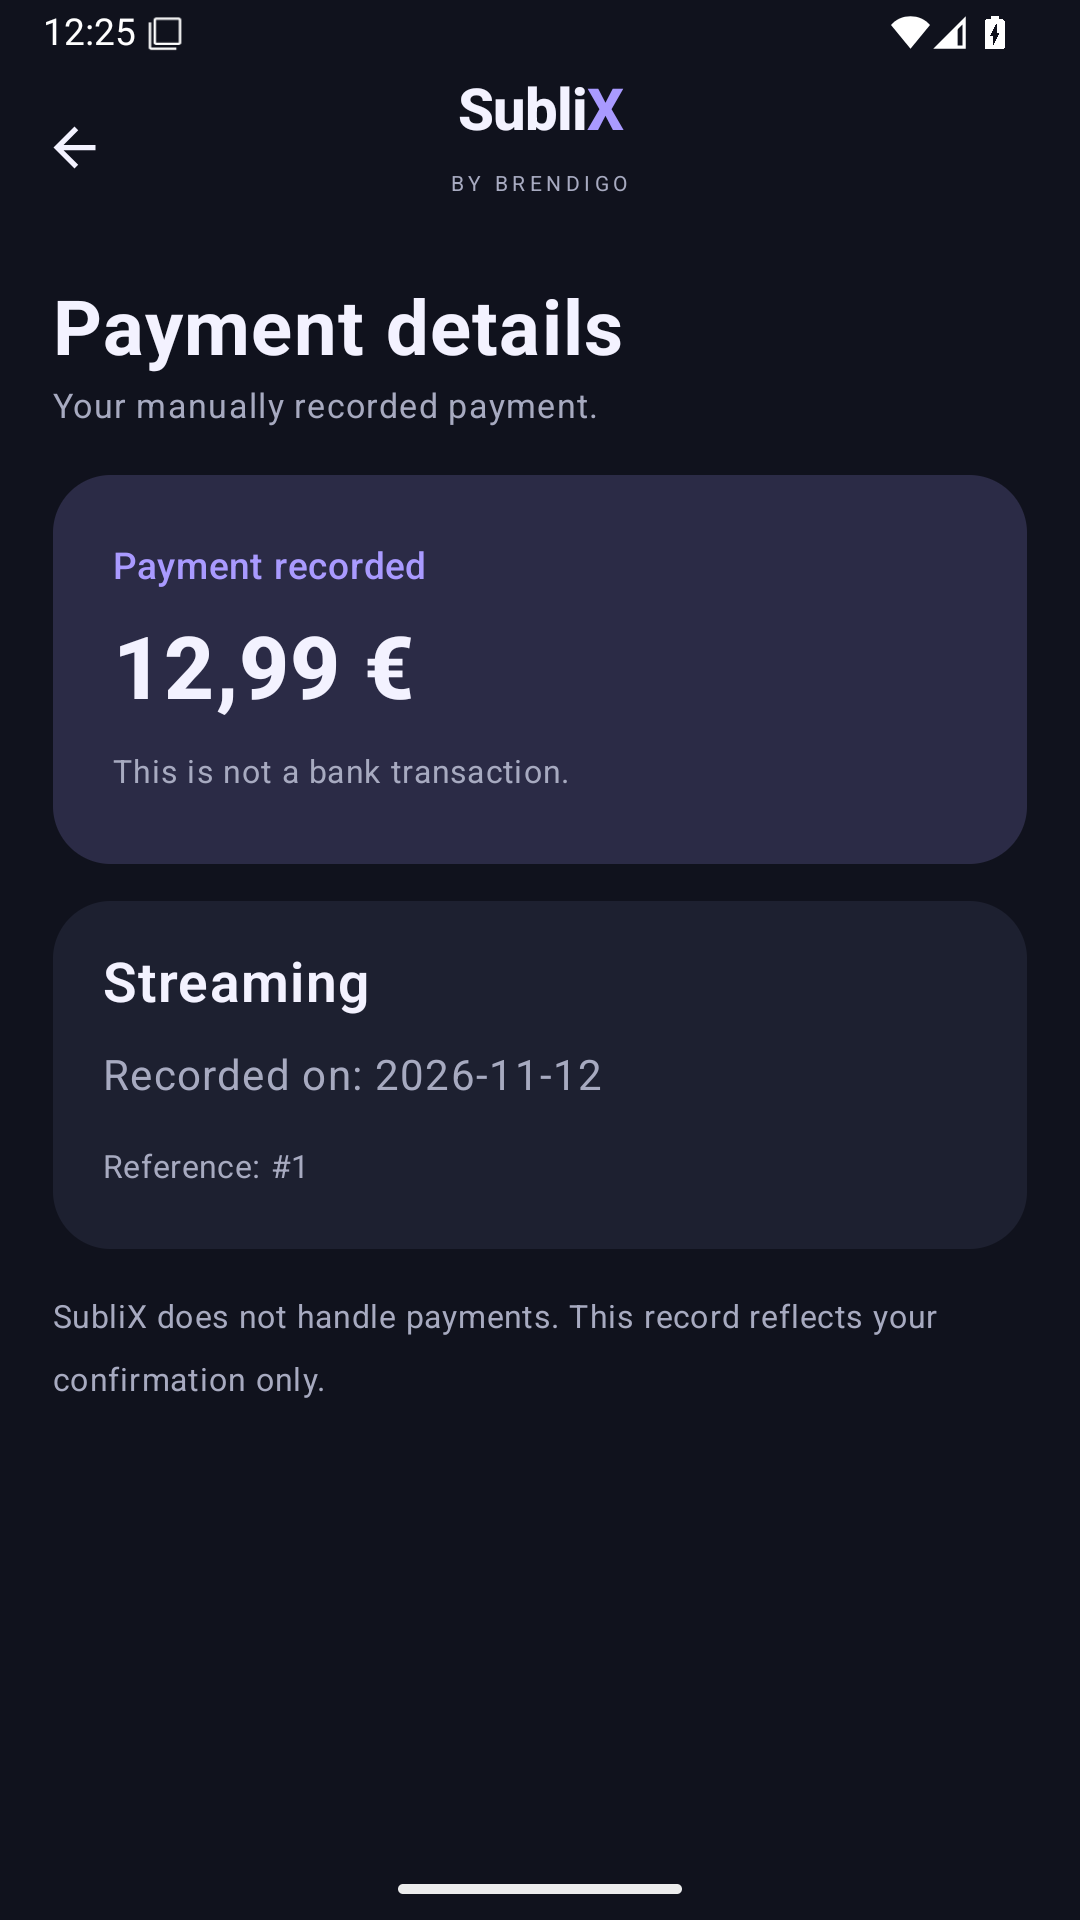 12:25
SubliX
BY BRENDIGO
Payment details
Your manually recorded payment.
Payment recorded
12,99 €
This is not a bank transaction.
Streaming
Recorded on: 2026-11-12
Reference: #1
SubliX does not handle payments. This record reflects your
confirmation only.